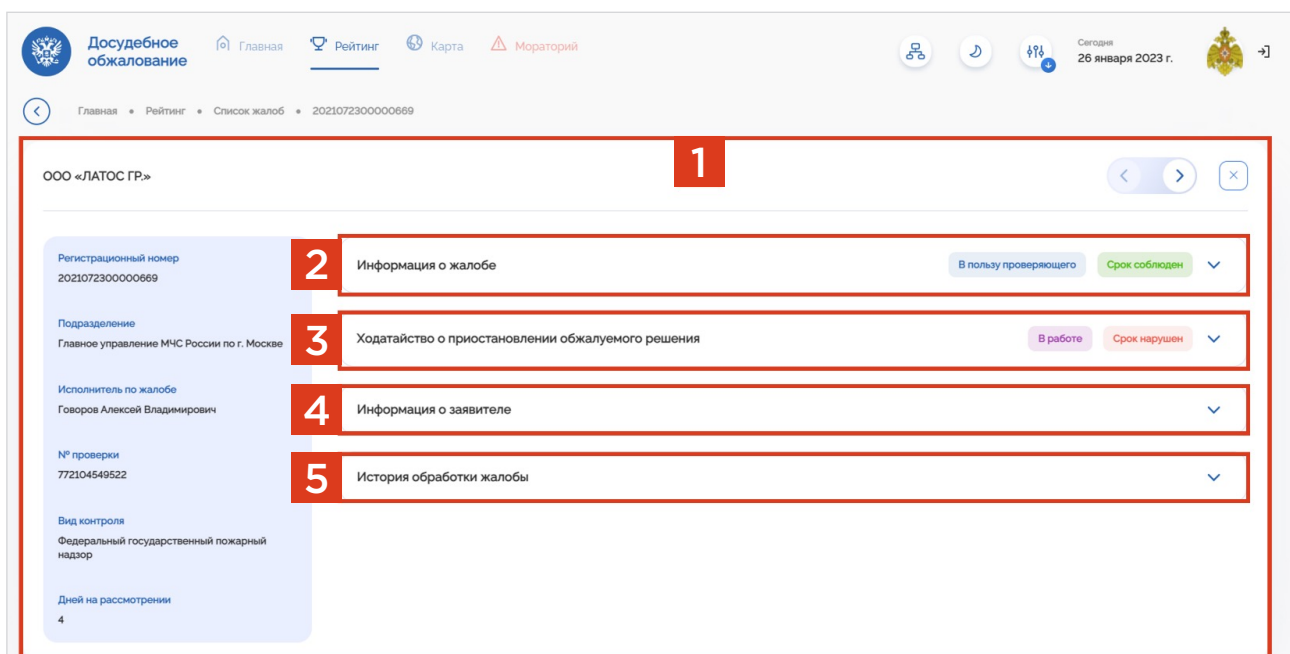 Досудебное обжалование
Главная
Рейтинг
Карта
Мораторий
Сегодня
26 января 2023 г.
Главная • Рейтинг • Список жалоб • 2021072300000669
1
ООО «ЛАТОС ГР.»
Регистрационный номер
2021072300000669
Подразделение
Главное управление МЧС России по г. Москве
Исполнитель по жалобе
Говоров Алексей Владимирович
№ проверки
772104549522
Вид контроля
Федеральный государственный пожарный
надзор
Дней на рассмотрении
4
2
Информация о жалобе
В пользу проверяющего
Срок соблюден
3
Ходатайство о приостановлении обжалуемого решения
В работе
Срок нарушен
4
Информация о заявителе
5
История обработки жалобы